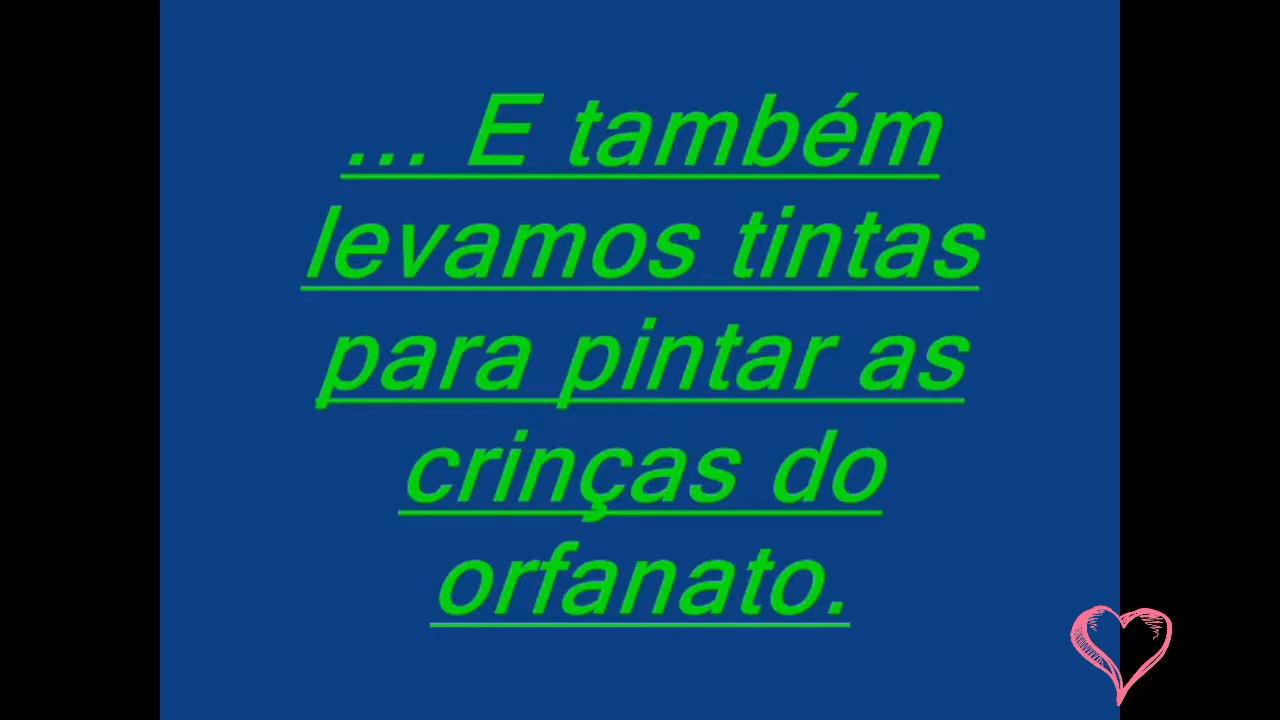 ... E também
levamos tintas
para pintar as
crinças do
orfanato.